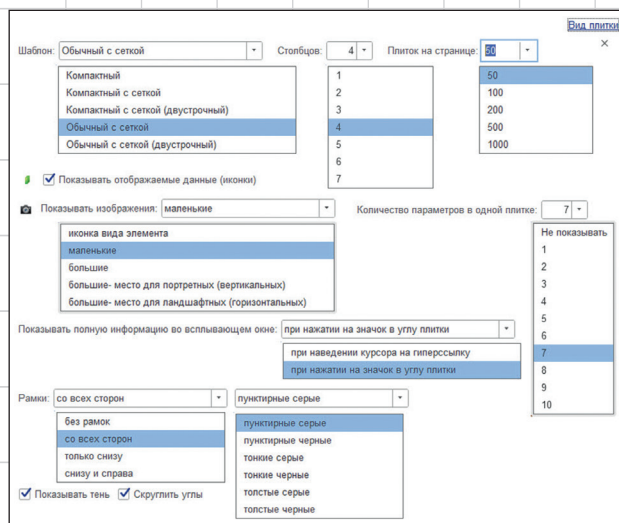 Вид плитки
Шаблон: Обычный с сеткой Столбцов: 4 Плиток на странице: 50
Компактный 1 50
Компактный с сеткой 2 100
Компактный с сеткой (двустрочный) 3 200
Обычный с сеткой 4 500
Обычный с сеткой (двустрочный) 5 1000
6
Показывать отображаемые данные (иконки) 7
Показывать изображения: маленькие Количество параметров в одной плитке: 7
иконка вида элемента Не показывать
маленькие 1
большие 2
большие- место для портретных (вертикальных) 3
большие- место для ландшафтных (горизонтальных) 4
5
Показывать полную информацию во всплывающем окне: при нажатии на значок в углу плитки 6
при наведении курсора на гиперссылку 7
при нажатии на значок в углу плитки 8
9
Рамки: со всех сторон пунктирные серые 10
без рамок пунктирные серые
со всех сторон пунктирные черные
только снизу тонкие серые
снизу и справа тонкие черные
Показывать тень Скруглить углы толстые серые
толстые черные